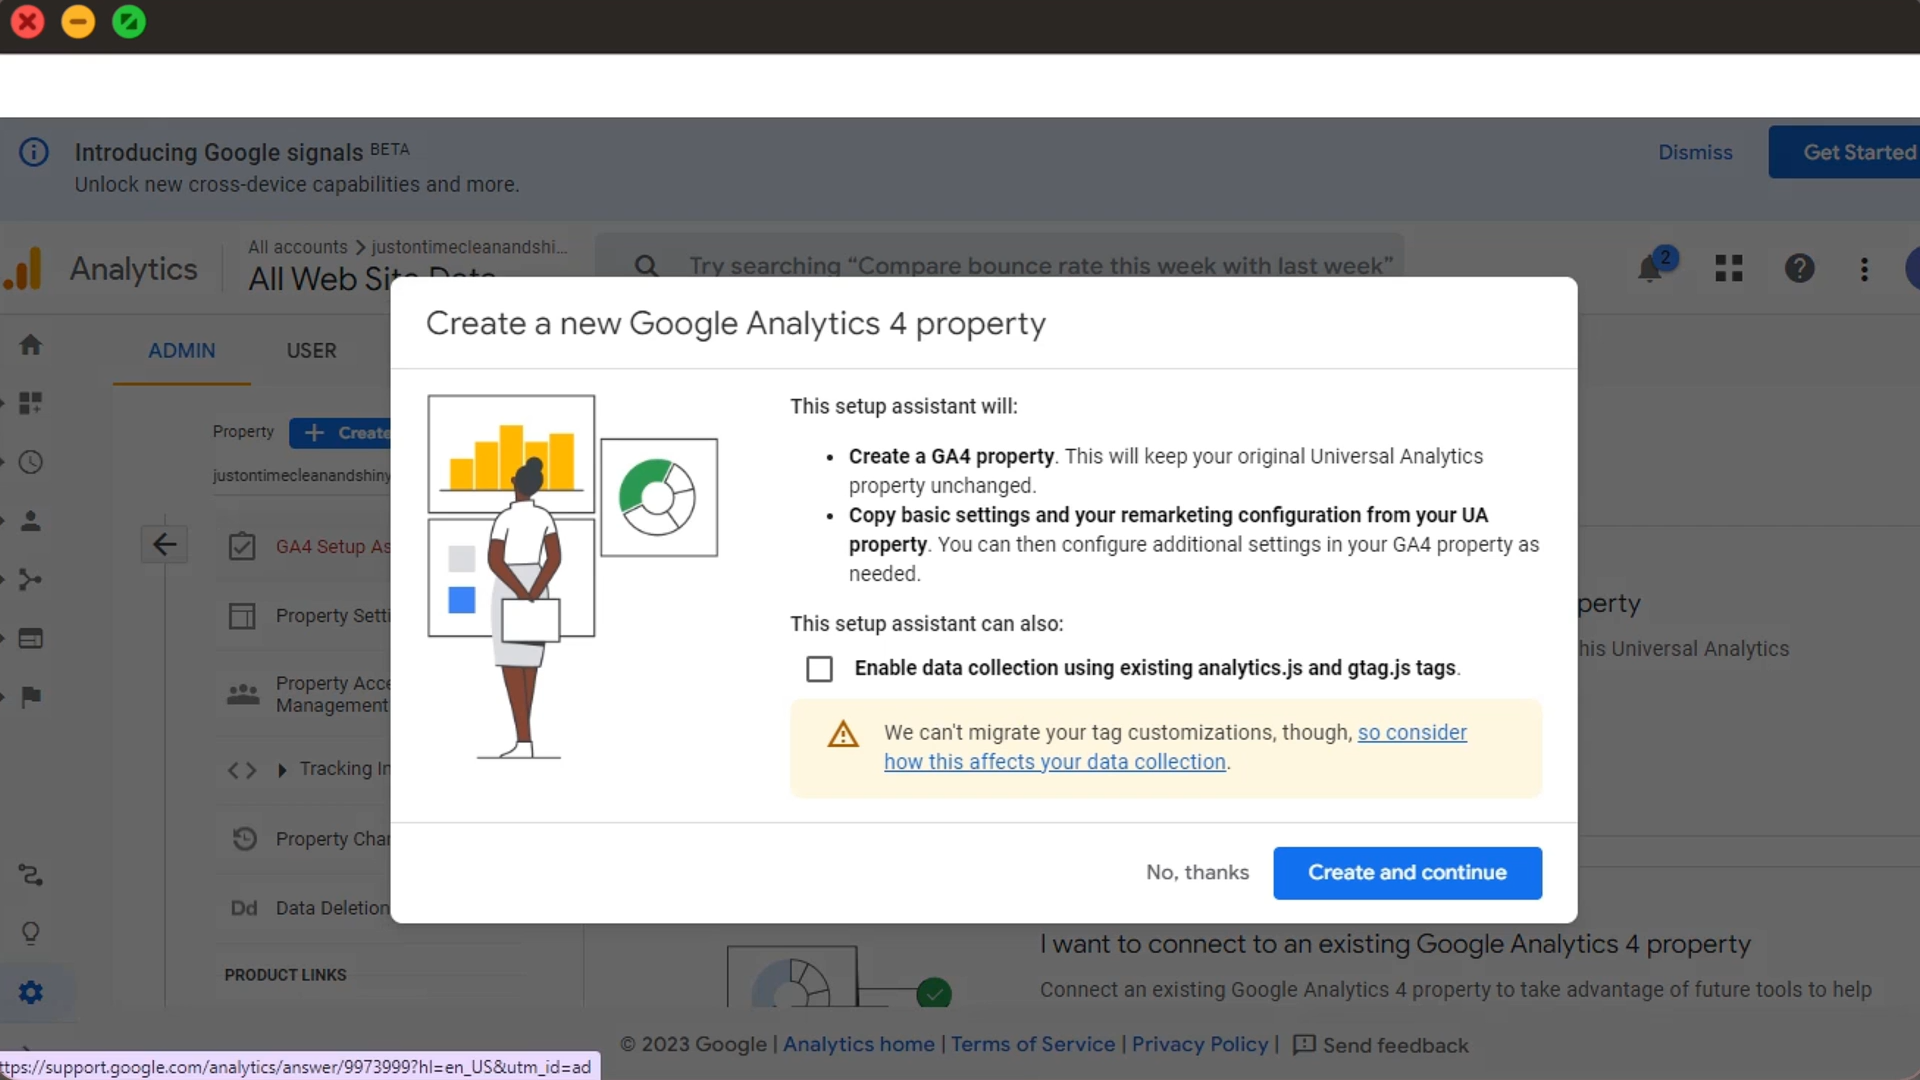 Introducing Google signals BETA
Unlock new cross-device capabilities and more.
Dismiss
Get Started
Analytics
All accounts > justontimecleanandshi...
All Web Site Data
Try searching “Compare bounce rate this week with last week”
2
ADMIN
USER
Property
+ Create
justontimecleanandshiny
GA4 Setup As
Property Setti
Property Acce
Management
Tracking In
Property Char
Dd Data Deletion
PRODUCT LINKS
Create a new Google Analytics 4 property
This setup assistant will:
• Create a GA4 property. This will keep your original Universal Analytics
property unchanged.
• Copy basic settings and your remarketing configuration from your UA
property. You can then configure additional settings in your GA4 property as
needed.
This setup assistant can also:
Enable data collection using existing analytics.js and gtag.js tags.
We can't migrate your tag customizations, though, so consider
how this affects your data collection.
No, thanks
Create and continue
perty
his Universal Analytics
I want to connect to an existing Google Analytics 4 property
Connect an existing Google Analytics 4 property to take advantage of future tools to help
© 2023 Google | Analytics home | Terms of Service | Privacy Policy | Send feedback
ttps://support.google.com/analytics/answer/9973999?hl=en_US&utm_id=ad